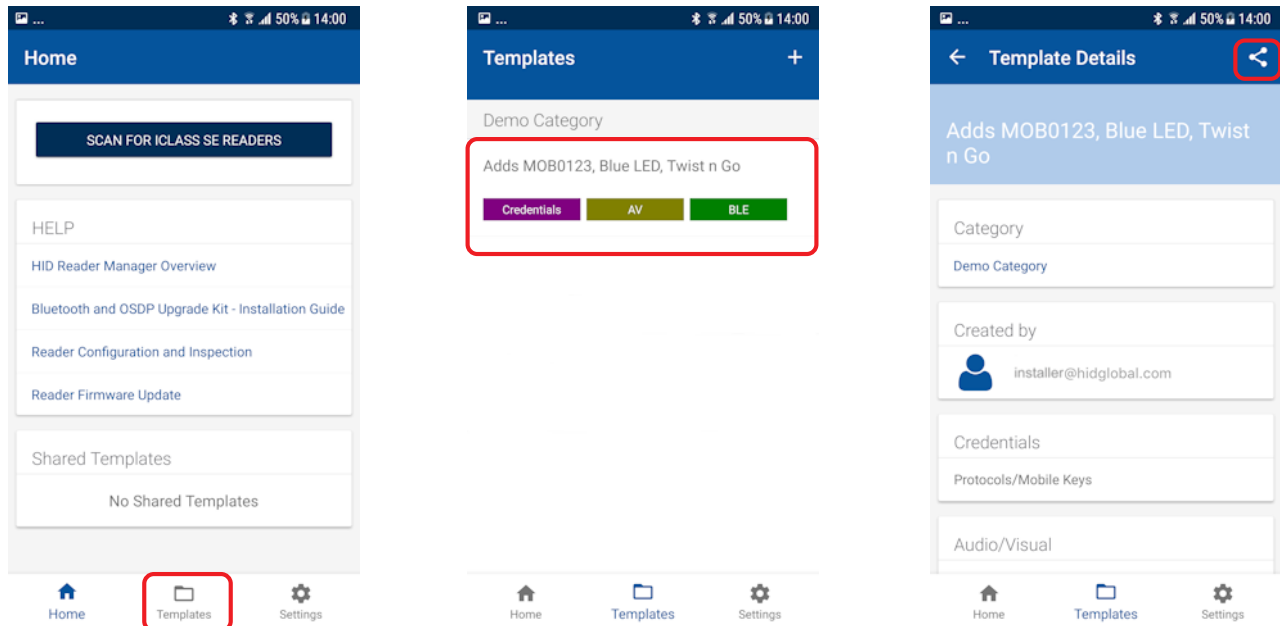 ... 50% 14:00
Home
SCAN FOR ICLASS SE READERS
HELP
HID Reader Manager Overview
Bluetooth and OSDP Upgrade Kit - Installation Guide
Reader Configuration and Inspection
Reader Firmware Update
Shared Templates
No Shared Templates
Home Templates Settings
... 50% 14:00
Templates +
Demo Category
Adds MOB0123, Blue LED, Twist n Go
Credentials AV BLE
Home Templates Settings
... 50% 14:00
Template Details
Adds MOB0123, Blue LED, Twist
n Go
Category
Demo Category
Created by
installer@hidglobal.com
Credentials
Protocols/Mobile Keys
Audio/Visual
Home Templates Settings